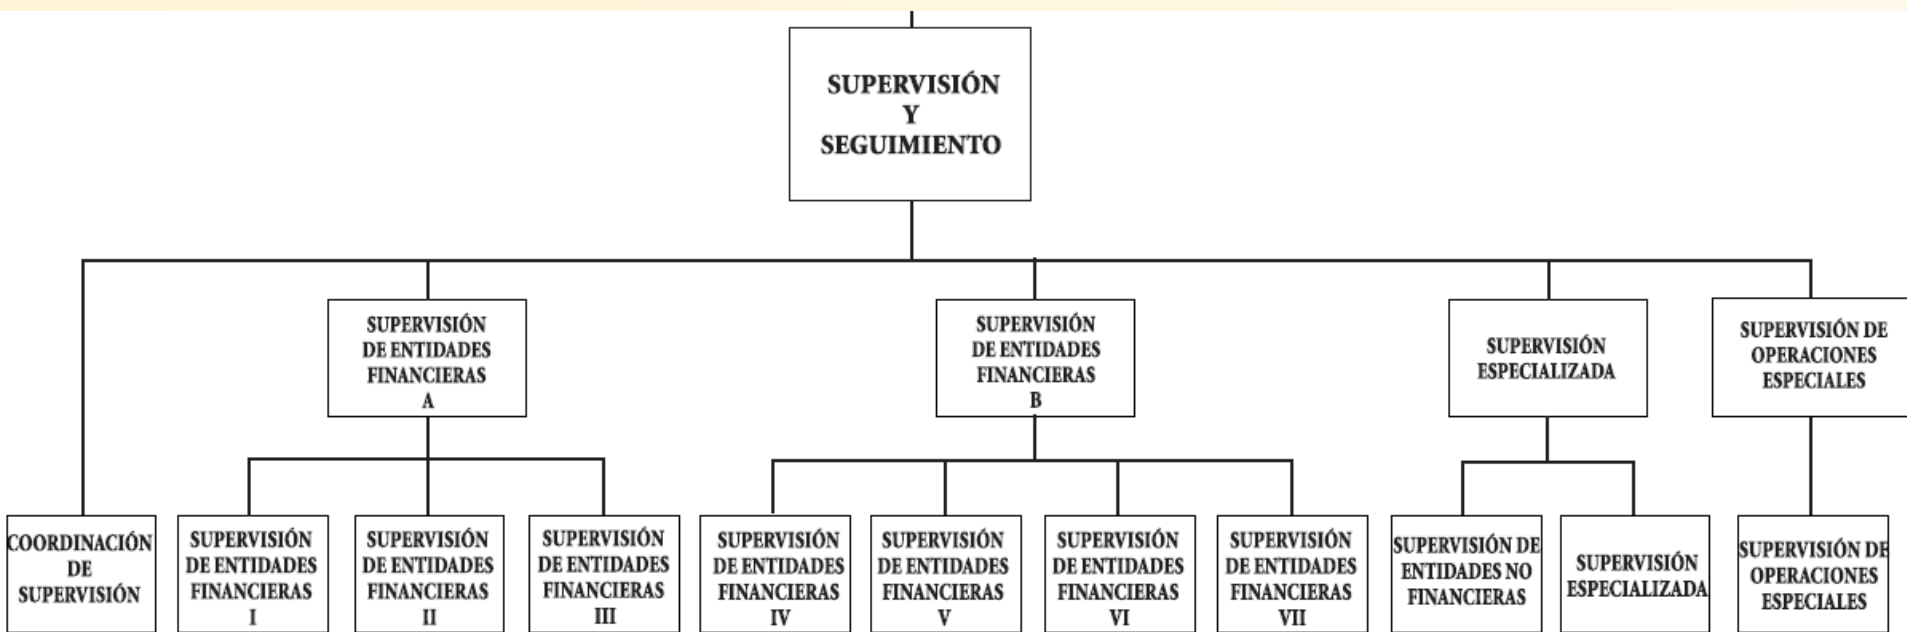 SUPERVISIÓN
Y
SEGUIMIENTO
SUPERVISIÓN
DE ENTIDADES
FINANCIERAS
A
SUPERVISIÓN
DE ENTIDADES
FINANCIERAS
B
SUPERVISIÓN
ESPECIALIZADA
SUPERVISIÓN DE
OPERACIONES
ESPECIALES
COORDINACIÓN
DE
SUPERVISIÓN
SUPERVISIÓN
DE ENTIDADES
FINANCIERAS
I
SUPERVISIÓN
DE ENTIDADES
FINANCIERAS
II
SUPERVISIÓN
DE ENTIDADES
FINANCIERAS
III
SUPERVISIÓN
DE ENTIDADES
FINANCIERAS
IV
SUPERVISIÓN
DE ENTIDADES
FINANCIERAS
V
SUPERVISIÓN
DE ENTIDADES
FINANCIERAS
VI
SUPERVISIÓN
DE ENTIDADES
FINANCIERAS
VII
SUPERVISIÓN DE
ENTIDADES NO
FINANCIERAS
SUPERVISIÓN
ESPECIALIZADA
SUPERVISIÓN DE
OPERACIONES
ESPECIALES